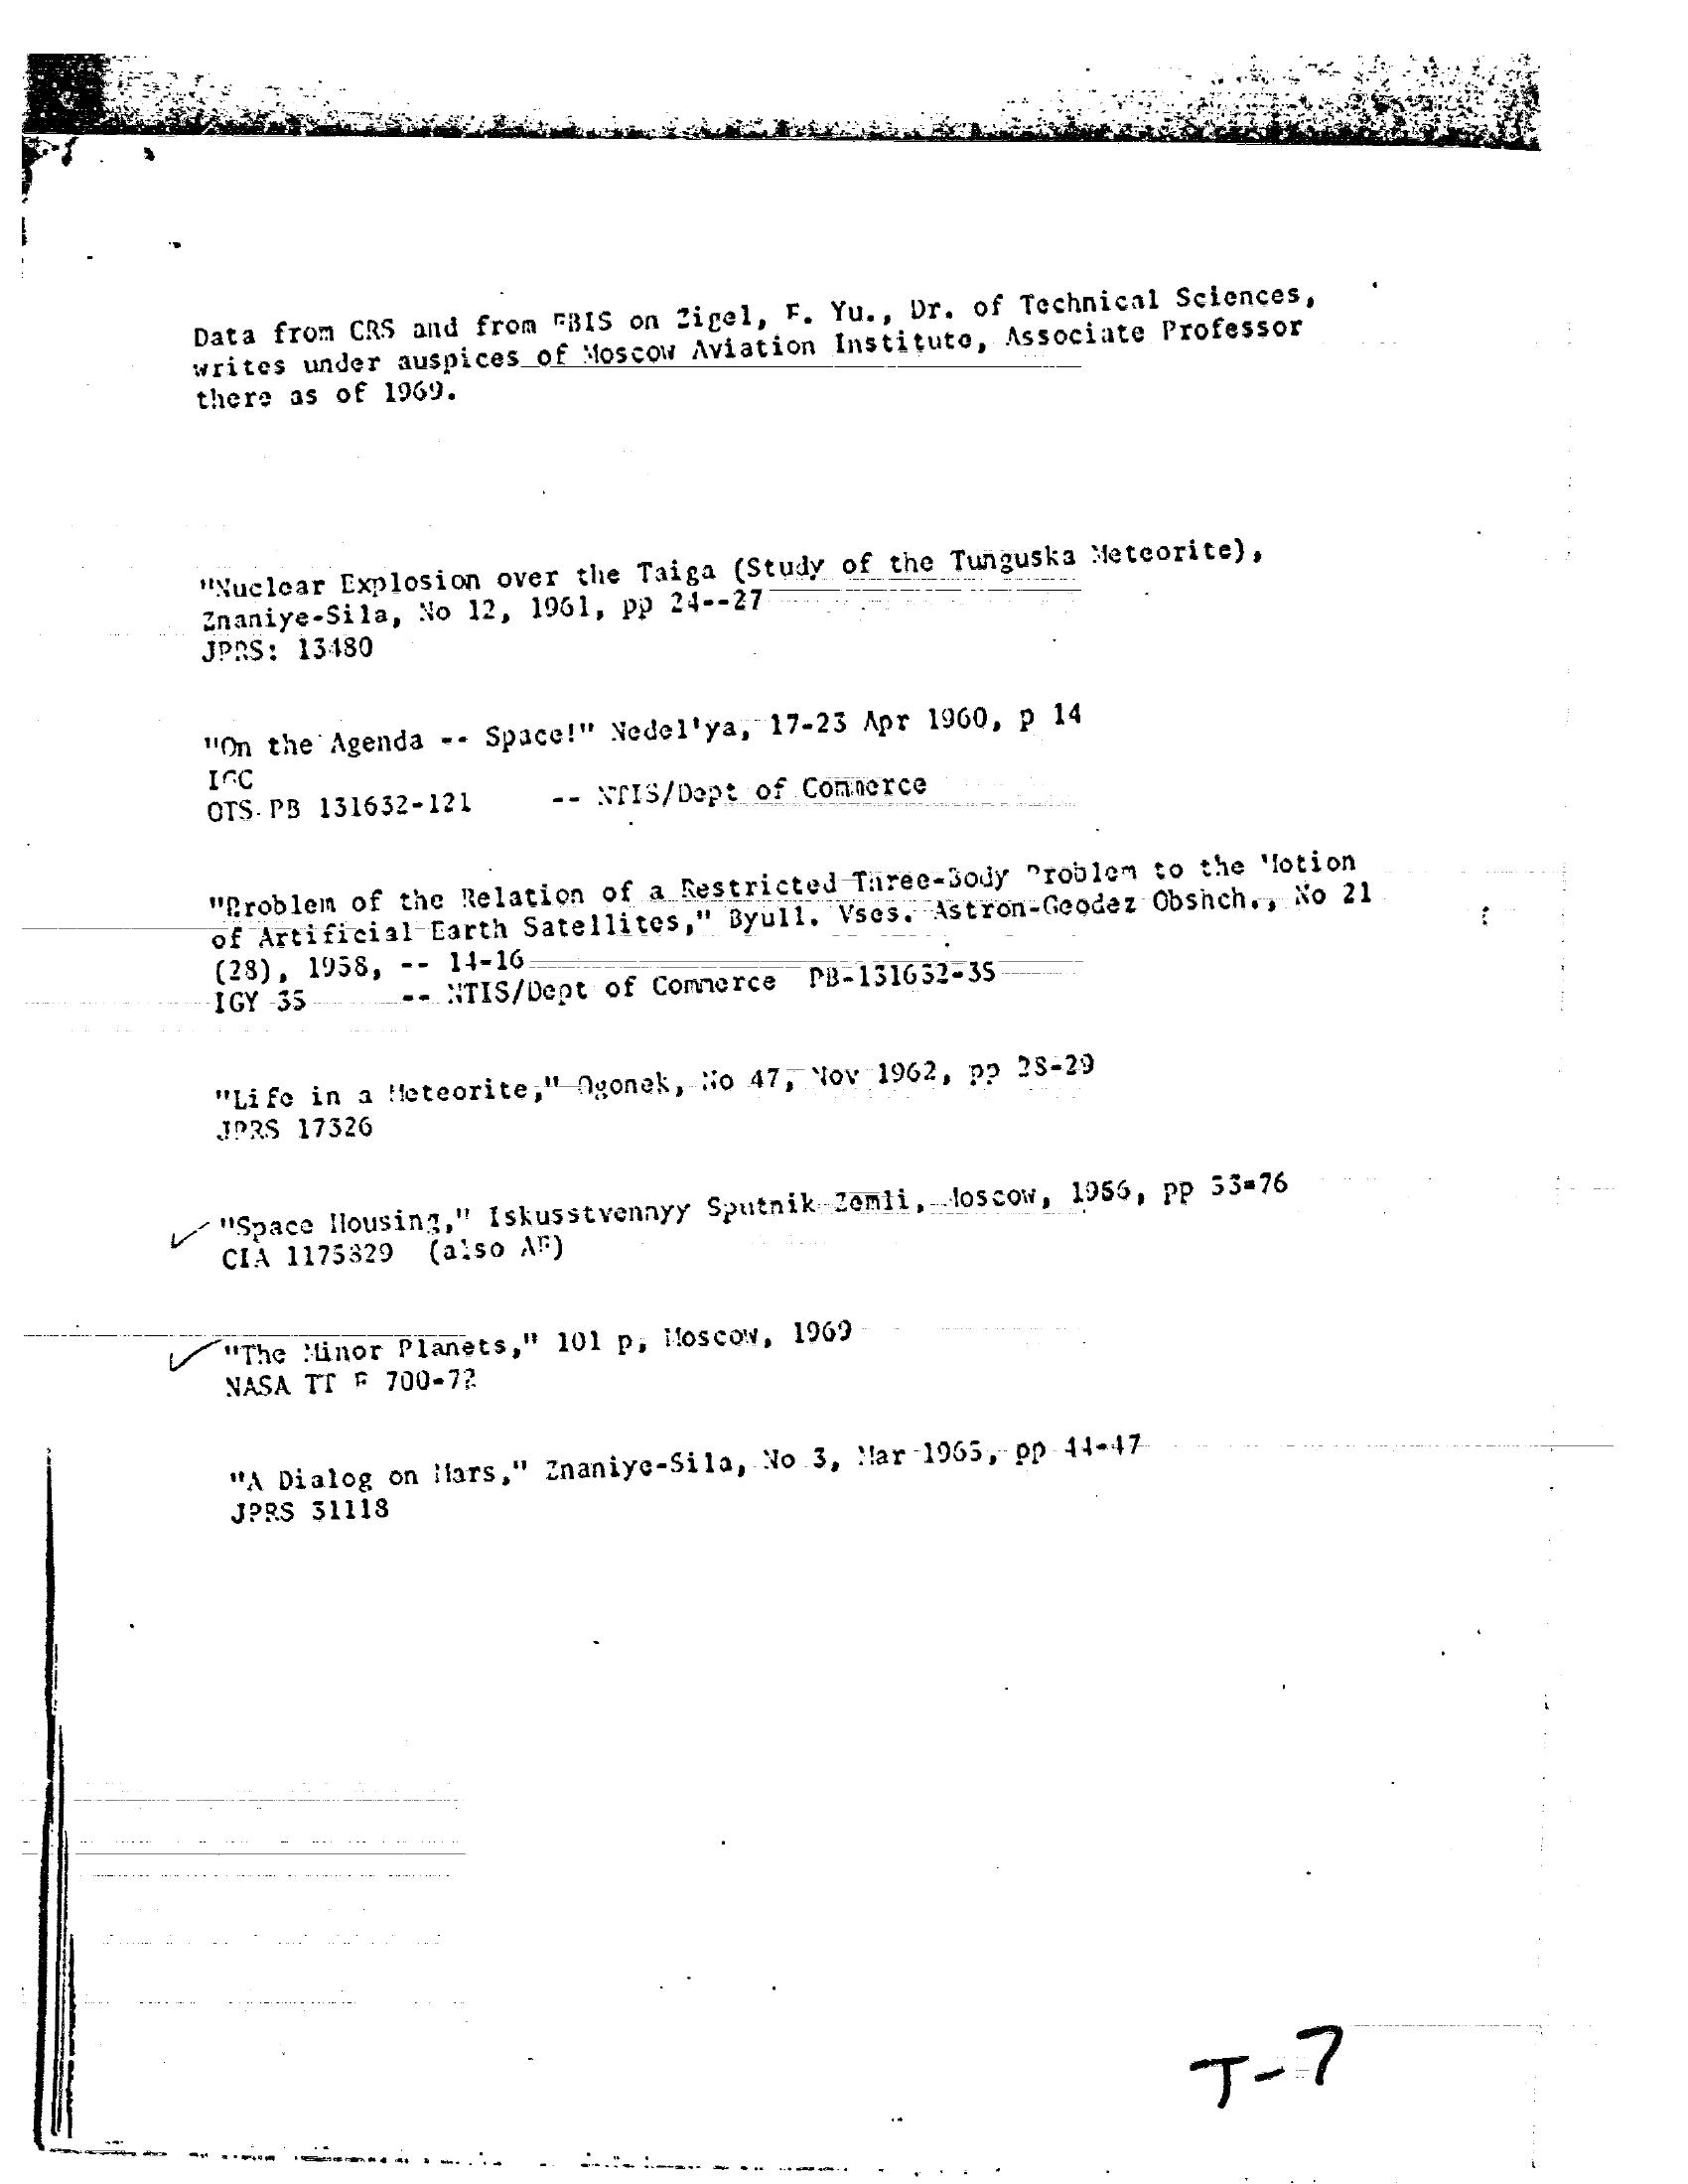 Data from CRS and from FBIS on Zigel, F. Yu., Dr. of Technical Sciences,
writes under auspices of Moscow Aviation Institute, Associate Professor
there as of 1969.
"Nuclear Explosion over the Taiga (Study of the Tunguska Meteorite),
Znaniye-Sila, No 12, 1961, pp 24--27
JPRS: 13480
"On the Agenda -- Space!" Nedel'ya, 17-23 Apr 1960, p 14
IGC
OTS PB 131632-121 -- NTIS/Dept of Commerce
"Problem of the Relation of a Restricted Three-Body Problem to the Motion
of Artificial Earth Satellites," Byull. Vses. Astron-Geodez Obshch., No 21
(28), 1958, -- 14-16
IGY 35 -- NTIS/Dept of Commerce PB-131632-35
"Life in a Meteorite," Ogonek, No 47, Nov 1962, pp 28-29
JPRS 17326
"Space Housing," Iskusstvennyy Sputnik Zemli, Moscow, 1956, pp 53-76
CIA 1175829 (also AF)
"The Minor Planets," 101 p, Moscow, 1969
NASA TT F 700-72
"A Dialog on Mars," Znaniye-Sila, No 3, Mar 1965, pp 44-47
JPRS 31118
T-7